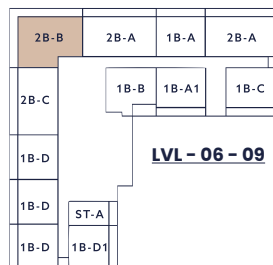 2B-B 2B-A 1B-A 2B-A
1B-B 1B-A1 1B-C
2B-C
1B-D
LVL - 06 - 09
1B-D
ST-A
1B-D 1B-D1